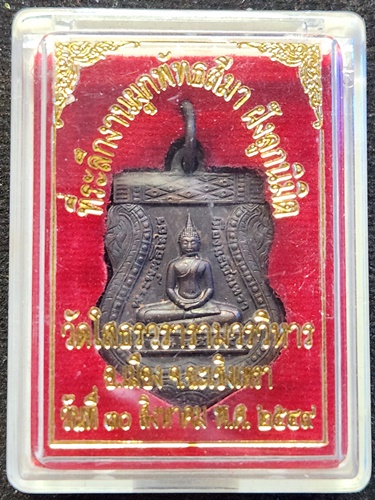 ที่ระลึกงานผูกพัทธสีมา ฝังลูกนิมิต
วัดโสธรวรารามวรวิหาร
อ.เมือง จ.ฉะเชิงเทรา
วันที่ ๓๐ สิงหาคม พ.ศ. ๒๕๔๙